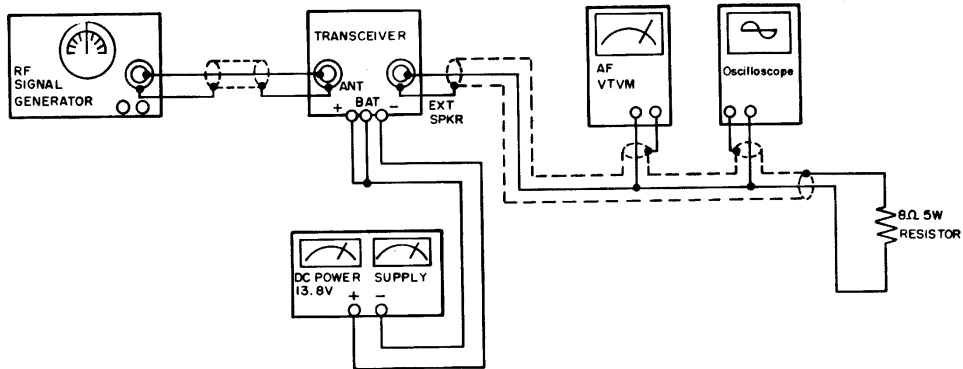 RF
SIGNAL
GENERATOR
TRANSCEIVER
ANT
+ BAT −
EXT
SPKR
AF
VTVM
Oscilloscope
8Ω 5W
RESISTOR
DC POWER SUPPLY
13.8V
+ −